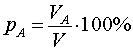 p_A = V_A / V · 100%